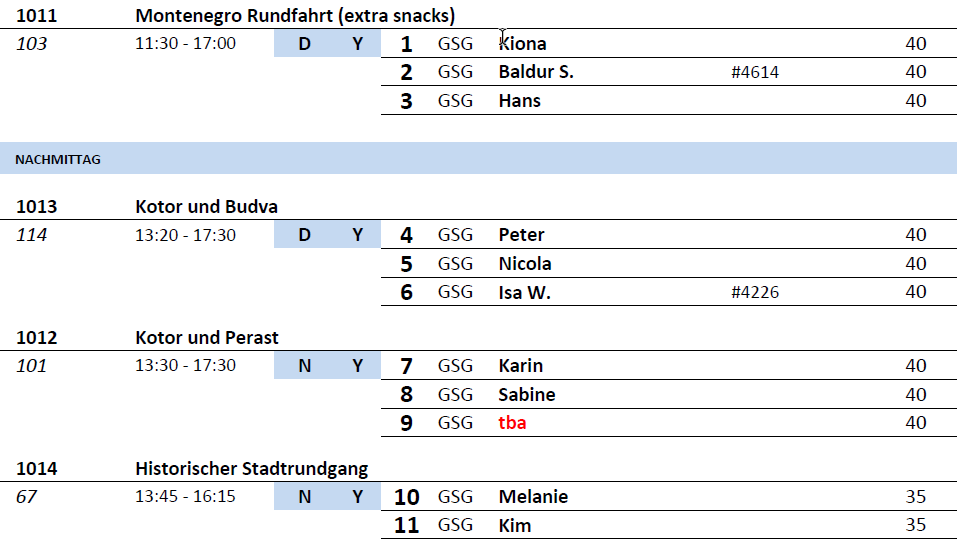 1011 Montenegro Rundfahrt (extra snacks)
103 11:30 - 17:00 D Y 1 GSG Kiona 40
2 GSG Baldur S. #4614 40
3 GSG Hans 40
NACHMITTAG
1013 Kotor und Budva
114 13:20 - 17:30 D Y 4 GSG Peter 40
5 GSG Nicola 40
6 GSG Isa W. #4226 40
1012 Kotor und Perast
101 13:30 - 17:30 N Y 7 GSG Karin 40
8 GSG Sabine 40
9 GSG tba 40
1014 Historischer Stadtrundgang
67 13:45 - 16:15 N Y 10 GSG Melanie 35
11 GSG Kim 35